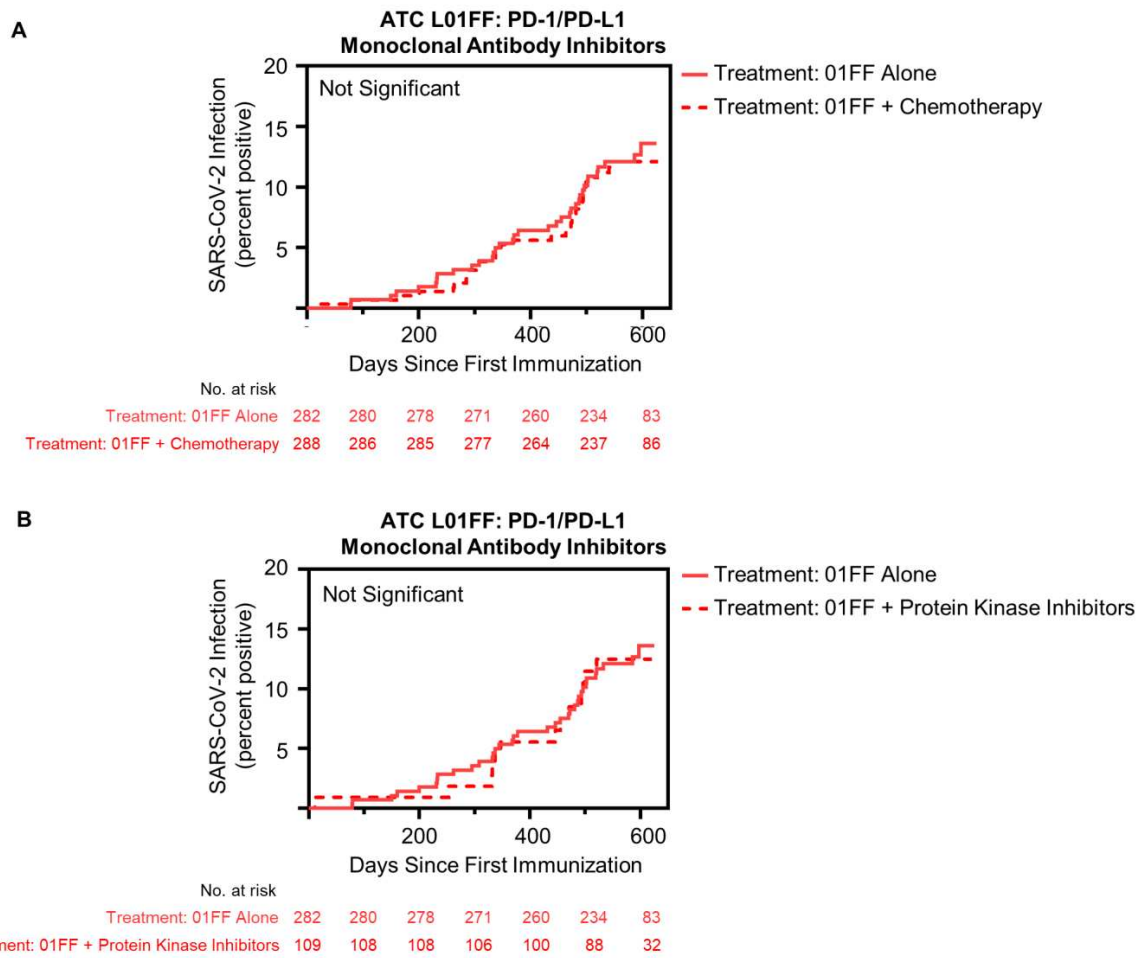 A
ATC L01FF: PD-1/PD-L1
Monoclonal Antibody Inhibitors
20
15
10
5
SARS-CoV-2 Infection
(percent positive)
Not Significant
Treatment: 01FF Alone
Treatment: 01FF + Chemotherapy
200 400 600
Days Since First Immunization
No. at risk
Treatment: 01FF Alone 282 280 278 271 260 234 83
Treatment: 01FF + Chemotherapy 288 286 285 277 264 237 86
B
ATC L01FF: PD-1/PD-L1
Monoclonal Antibody Inhibitors
20
15
10
5
SARS-CoV-2 Infection
(percent positive)
Not Significant
Treatment: 01FF Alone
Treatment: 01FF + Protein Kinase Inhibitors
200 400 600
Days Since First Immunization
No. at risk
Treatment: 01FF Alone 282 280 278 271 260 234 83
ment: 01FF + Protein Kinase Inhibitors 109 108 108 106 100 88 32